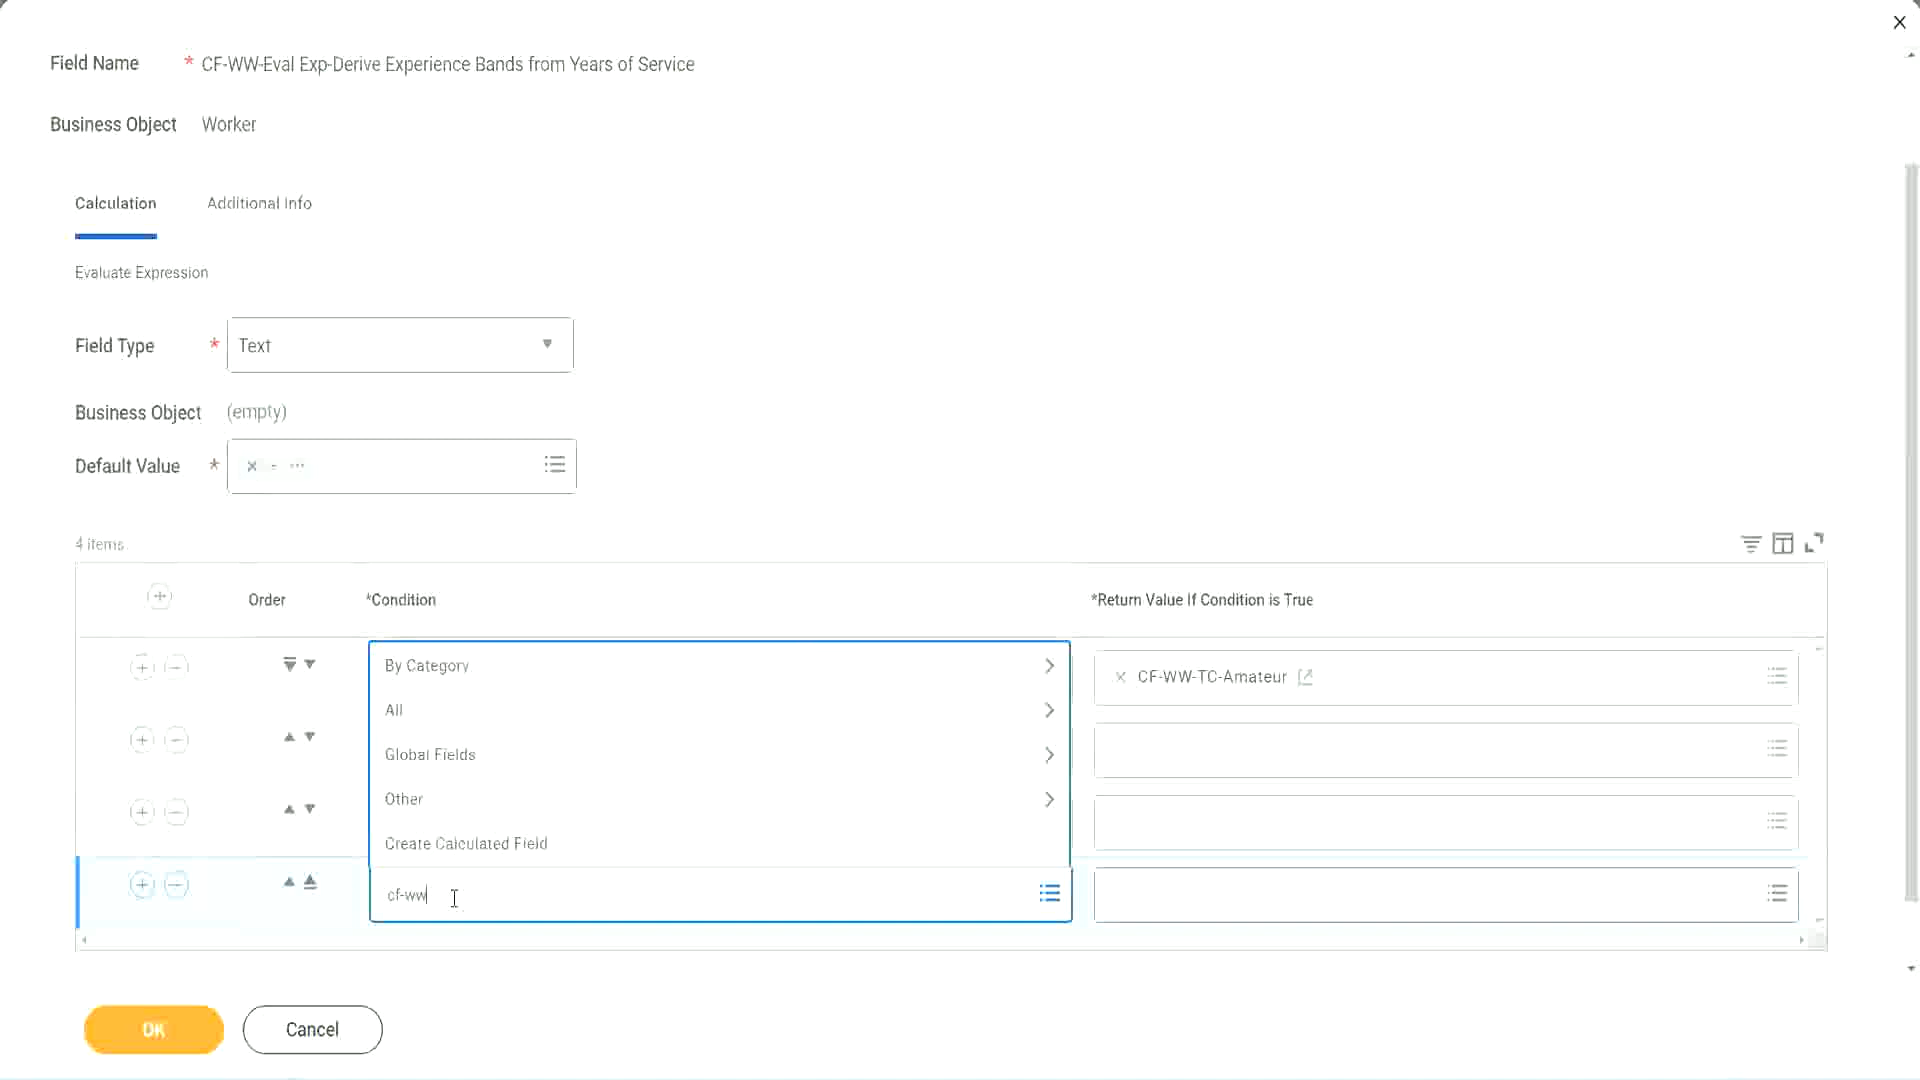 Field Name * CF-WW-Eval Exp-Derive Experience Bands from Years of Service
Business Object Worker
Calculation Additional Info
Evaluate Expression
Field Type * Text
Business Object (empty)
Default Value * × - ...
4 items
Order *Condition *Return Value If Condition is True
By Category
CF-WW-TC-Amateur
All
Global Fields
Other
Create Calculated Field
cf-ww
OK Cancel